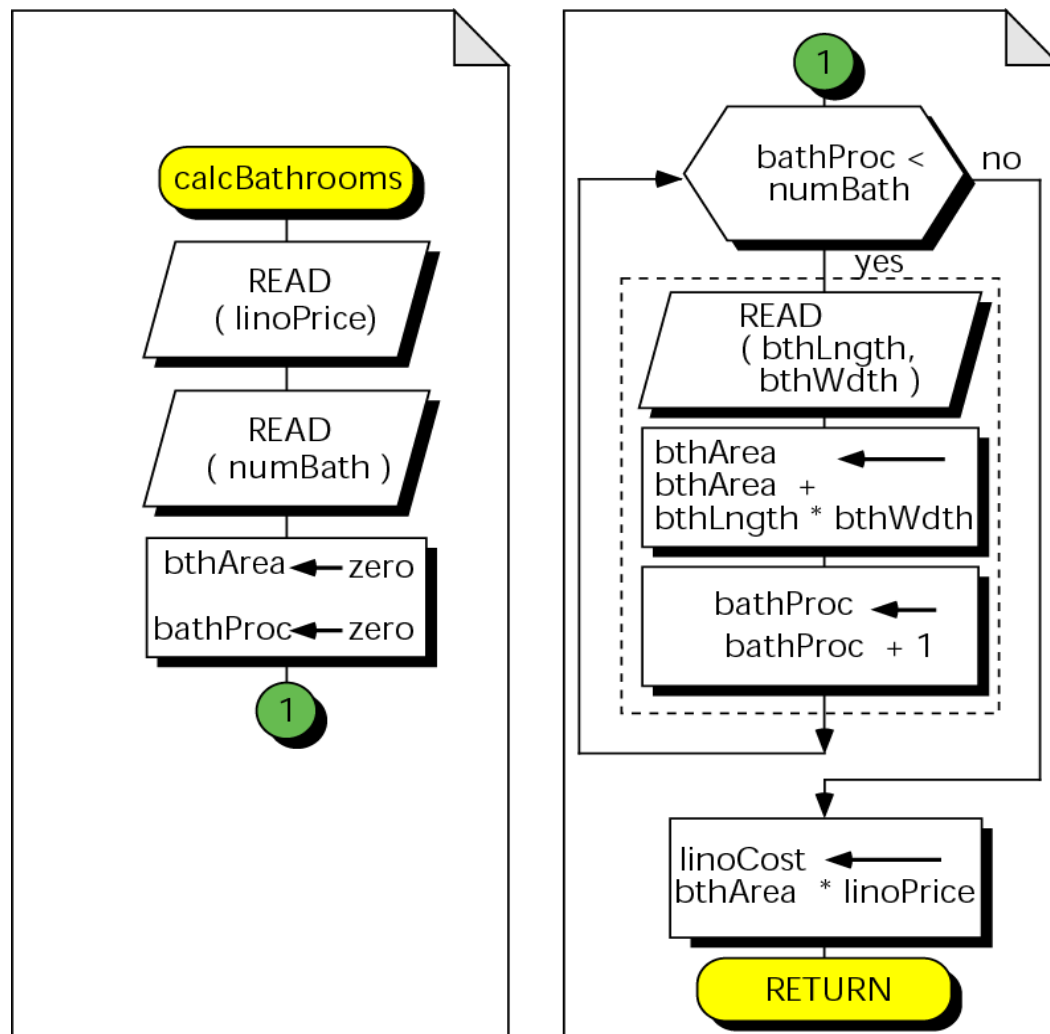 calcBathrooms
READ
( linoPrice)
READ
( numBath )
bthArea zero
bathProc zero
1
1
bathProc <
numBath
no
yes
READ
( bthLngth,
bthWdth )
bthArea
bthArea +
bthLngth * bthWdth
bathProc
bathProc + 1
linoCost
bthArea * linoPrice
RETURN